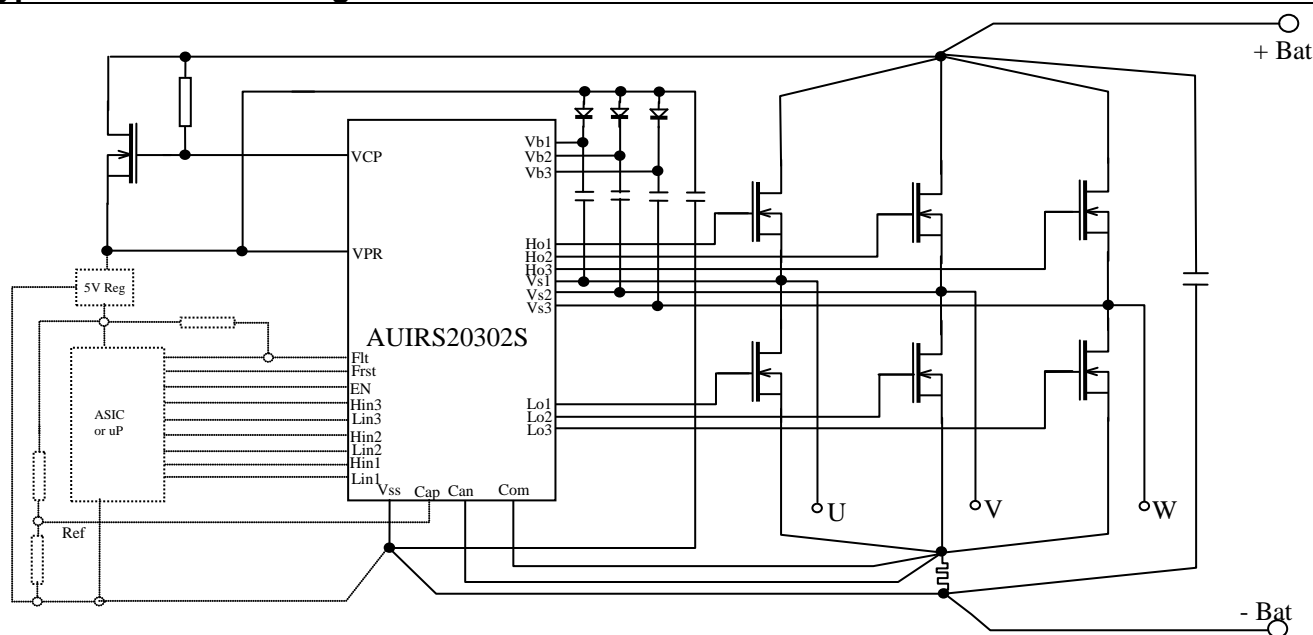 + Bat
VCP
Vb1
Vb2
Vb3
VPR
Ho1
Ho2
Ho3
Vs1
Vs2
Vs3
5V Reg
AUIRS20302S
Flt
Frst
EN
Hin3
Lin3
Hin2
Lin2
Hin1
Lin1
ASIC
or uP
Lo1
Lo2
Lo3
Vss
Cap
Can
Com
U
V
W
Ref
- Bat